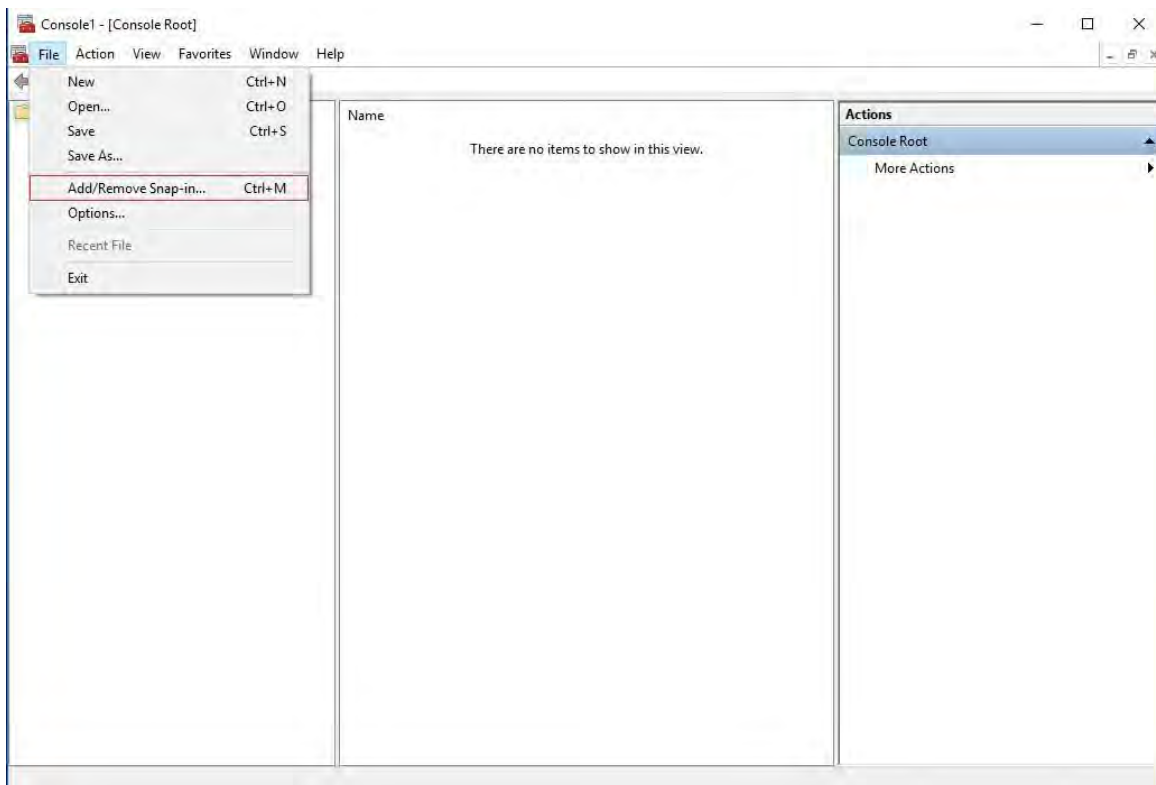 Console1 - [Console Root]
File Action View Favorites Window Help
New Ctrl+N
Open... Ctrl+O
Save Ctrl+S
Save As...
Add/Remove Snap-in... Ctrl+M
Options...
Recent File
Exit
Name
There are no items to show in this view.
Actions
Console Root
More Actions